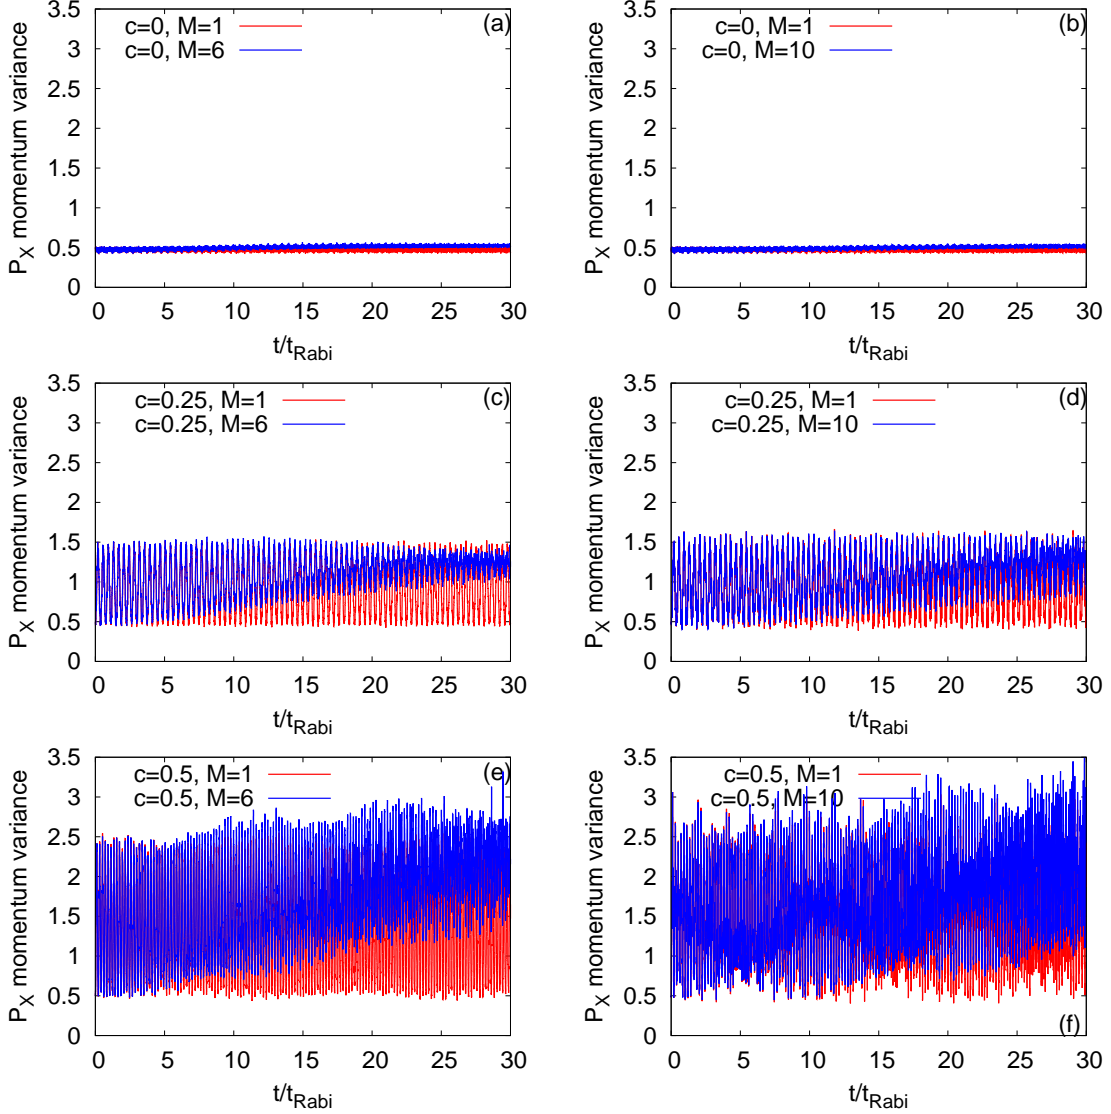 3.5
3
2.5
2
1.5
1
0.5
0
P_X momentum variance
c=0, M=1
c=0, M=6
(a)
0 5 10 15 20 25 30
t/t_Rabi
3.5
3
2.5
2
1.5
1
0.5
0
P_X momentum variance
c=0, M=1
c=0, M=10
(b)
0 5 10 15 20 25 30
t/t_Rabi
3.5
3
2.5
2
1.5
1
0.5
0
P_X momentum variance
c=0.25, M=1
c=0.25, M=6
(c)
0 5 10 15 20 25 30
t/t_Rabi
3.5
3
2.5
2
1.5
1
0.5
0
P_X momentum variance
c=0.25, M=1
c=0.25, M=10
(d)
0 5 10 15 20 25 30
t/t_Rabi
3.5
3
2.5
2
1.5
1
0.5
0
P_X momentum variance
c=0.5, M=1
c=0.5, M=6
(e)
0 5 10 15 20 25 30
t/t_Rabi
3.5
3
2.5
2
1.5
1
0.5
0
P_X momentum variance
c=0.5, M=1
c=0.5, M=10
(f)
0 5 10 15 20 25 30
t/t_Rabi